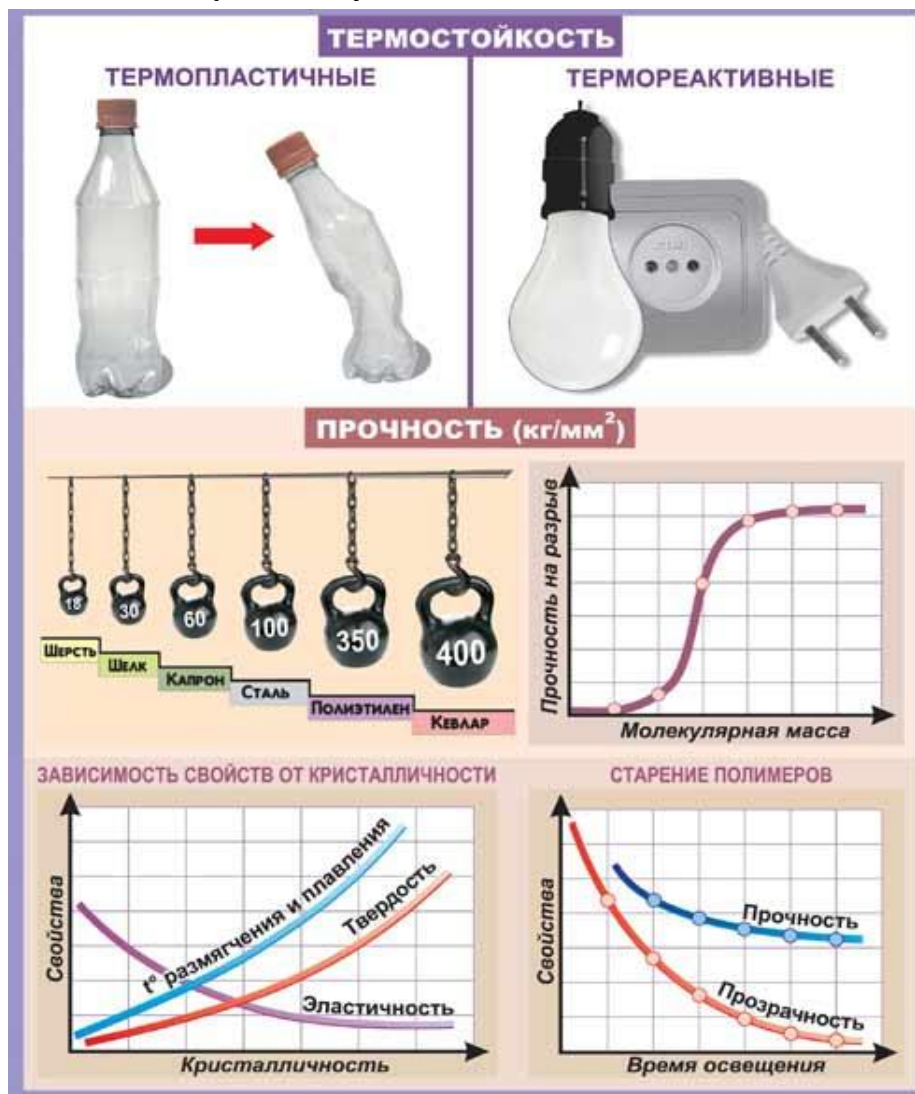 ТЕРМОСТОЙКОСТЬ
ТЕРМОПЛАСТИЧНЫЕ
ТЕРМОРЕАКТИВНЫЕ
ПРОЧНОСТЬ (кг/мм²)
18
30
60
100
350
400
ШЕРСТЬ
ШЕЛК
КАПРОН
СТАЛЬ
ПОЛИЭТИЛЕН
КЕВЛАР
Прочность на разрыв
Молекулярная масса
ЗАВИСИМОСТЬ СВОЙСТВ ОТ КРИСТАЛЛИЧНОСТИ
Свойства
t° размягчения и плавления
Твердость
Эластичность
Кристалличность
СТАРЕНИЕ ПОЛИМЕРОВ
Свойства
Прочность
Прозрачность
Время освещения